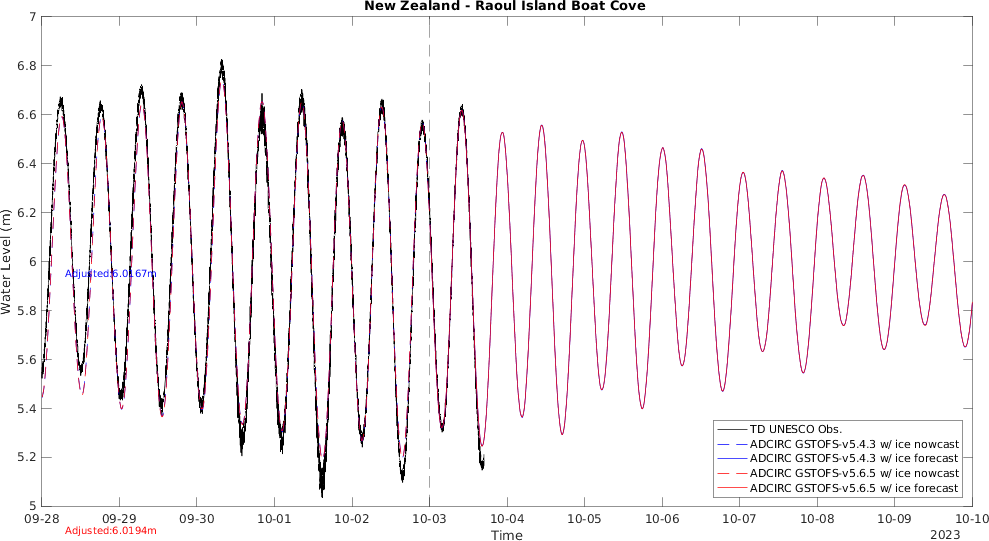 New Zealand - Raoul Island Boat Cove
7
6.8
6.6
6.4
6.2
6
5.8
5.6
5.4
5.2
5
Water Level (m)
Adjusted:6.0167m
TD UNESCO Obs.
ADCIRC GSTOFS-v5.4.3 w/ ice nowcast
ADCIRC GSTOFS-v5.4.3 w/ ice forecast
ADCIRC GSTOFS-v5.6.5 w/ ice nowcast
ADCIRC GSTOFS-v5.6.5 w/ ice forecast
09-28 09-29 09-30 10-01 10-02 10-03 10-04 10-05 10-06 10-07 10-08 10-09 10-10
Adjusted:6.0194m
Time
2023